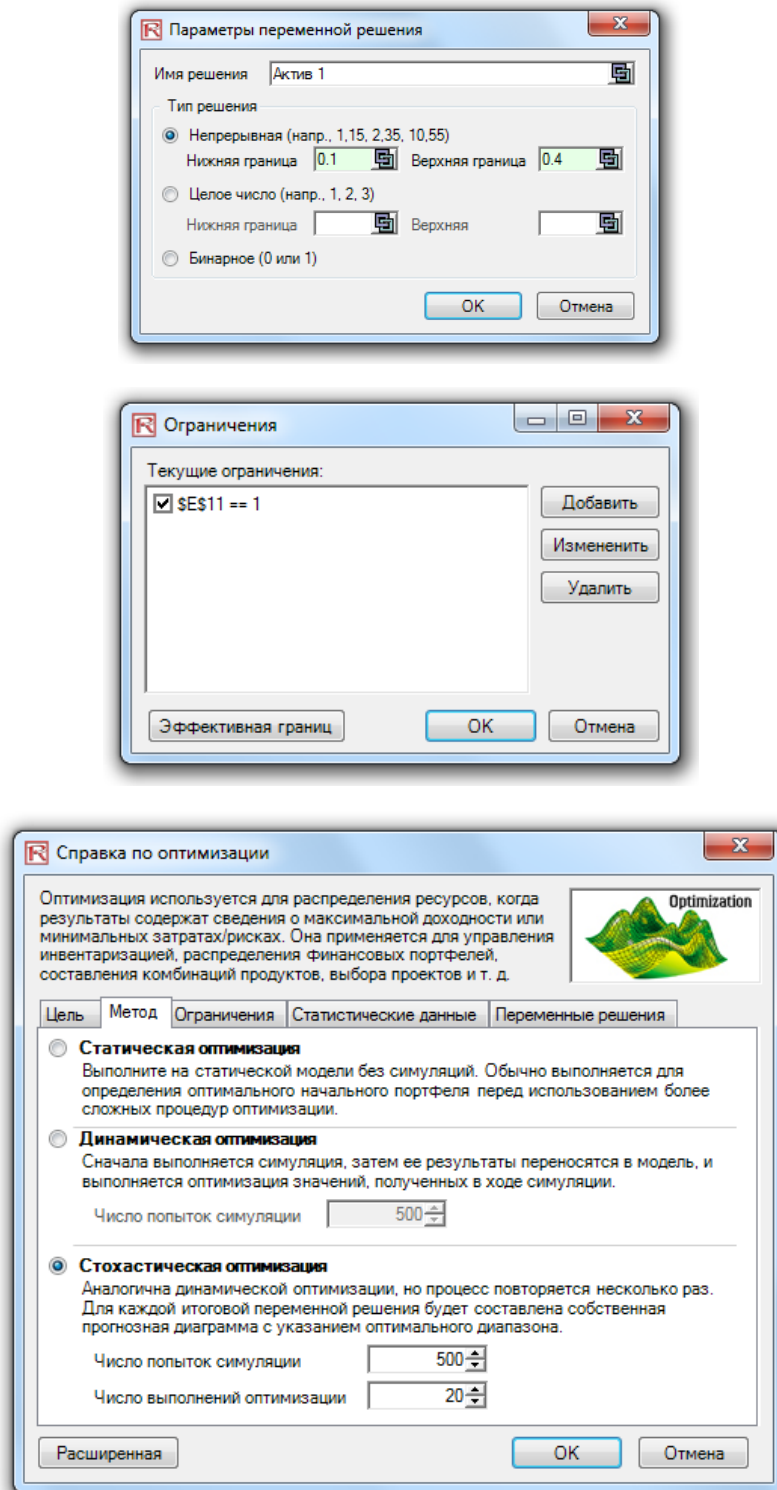 Параметры переменной решения
Имя решения Актив 1
Тип решения
Непрерывная (напр., 1,15, 2,35, 10,55)
Нижняя граница 0.1 Верхняя граница 0.4
Целое число (напр., 1, 2, 3)
Нижняя граница Верхняя
Бинарное (0 или 1)
OK Отмена
Ограничения
Текущие ограничения:
$E$11 == 1
Добавить
Измененить
Удалить
Эффективная границ OK Отмена
Справка по оптимизации
Оптимизация используется для распределения ресурсов, когда
результаты содержат сведения о максимальной доходности или
минимальных затратах/рисках. Она применяется для управления
инвентаризацией, распределения финансовых портфелей,
составления комбинаций продуктов, выбора проектов и т. д.
Optimization
Цель Метод Ограничения Статистические данные Переменные решения
Статическая оптимизация
Выполните на статической модели без симуляций. Обычно выполняется для
определения оптимального начального портфеля перед использованием более
сложных процедур оптимизации.
Динамическая оптимизация
Сначала выполняется симуляция, затем ее результаты переносятся в модель, и
выполняется оптимизация значений, полученных в ходе симуляции.
Число попыток симуляции 500
Стохастическая оптимизация
Аналогична динамической оптимизации, но процесс повторяется несколько раз.
Для каждой итоговой переменной решения будет составлена собственная
прогнозная диаграмма с указанием оптимального диапазона.
Число попыток симуляции 500
Число выполнений оптимизации 20
Расширенная OK Отмена